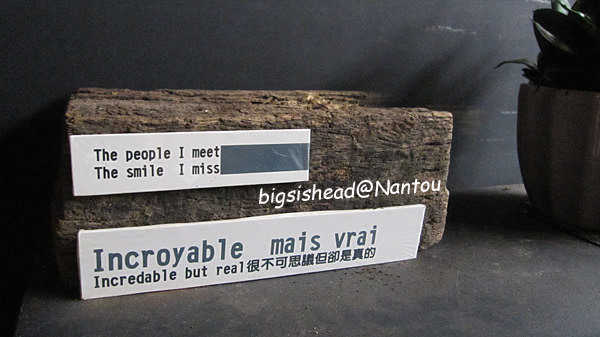 The people I meet
The smile I miss
bigsishead@Nantou
Incroyable mais vrai
Incredable but real很不可思議但卻是真的